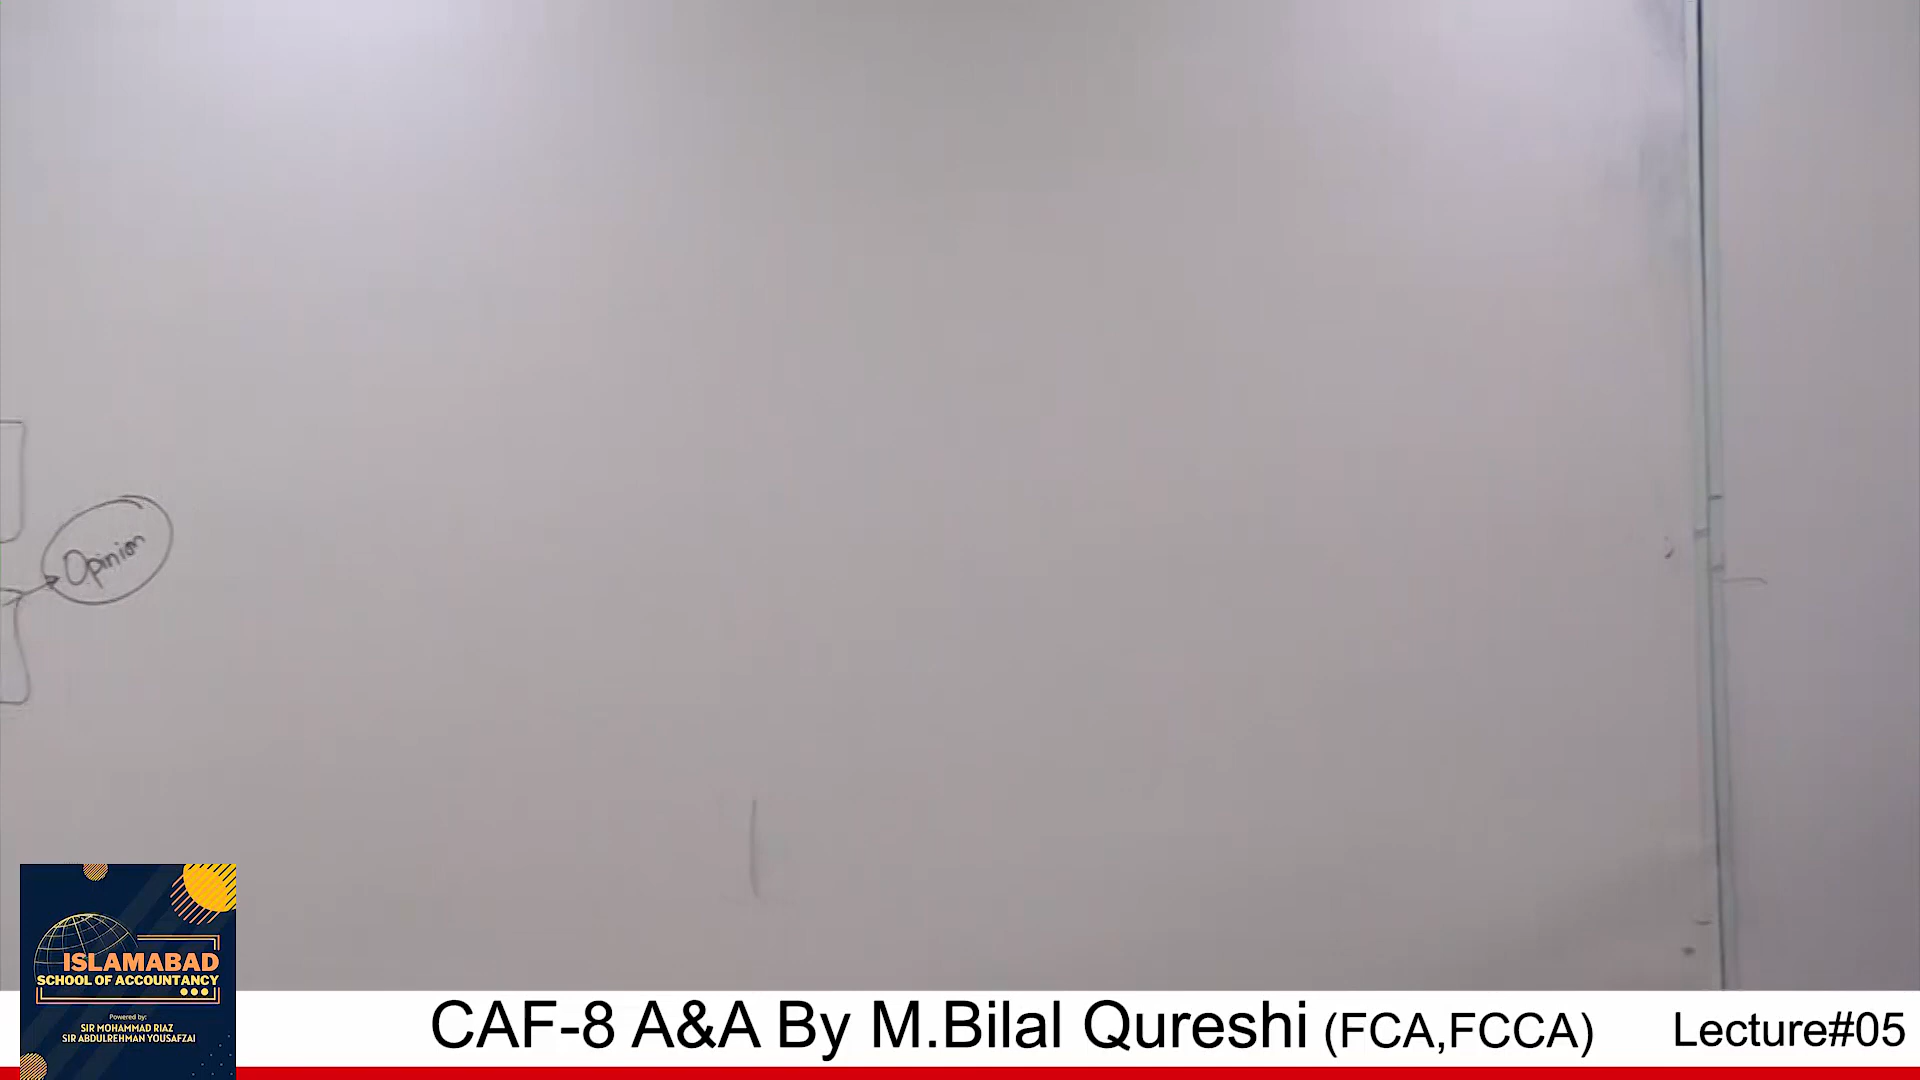 Opinion
ISLAMABAD
SCHOOL OF ACCOUNTANCY
Powered by:
SIR MOHAMMAD RIAZ
SIR ABDULREHMAN YOUSAFZAI
CAF-8 A&A By M.Bilal Qureshi (FCA,FCCA)
Lecture#05